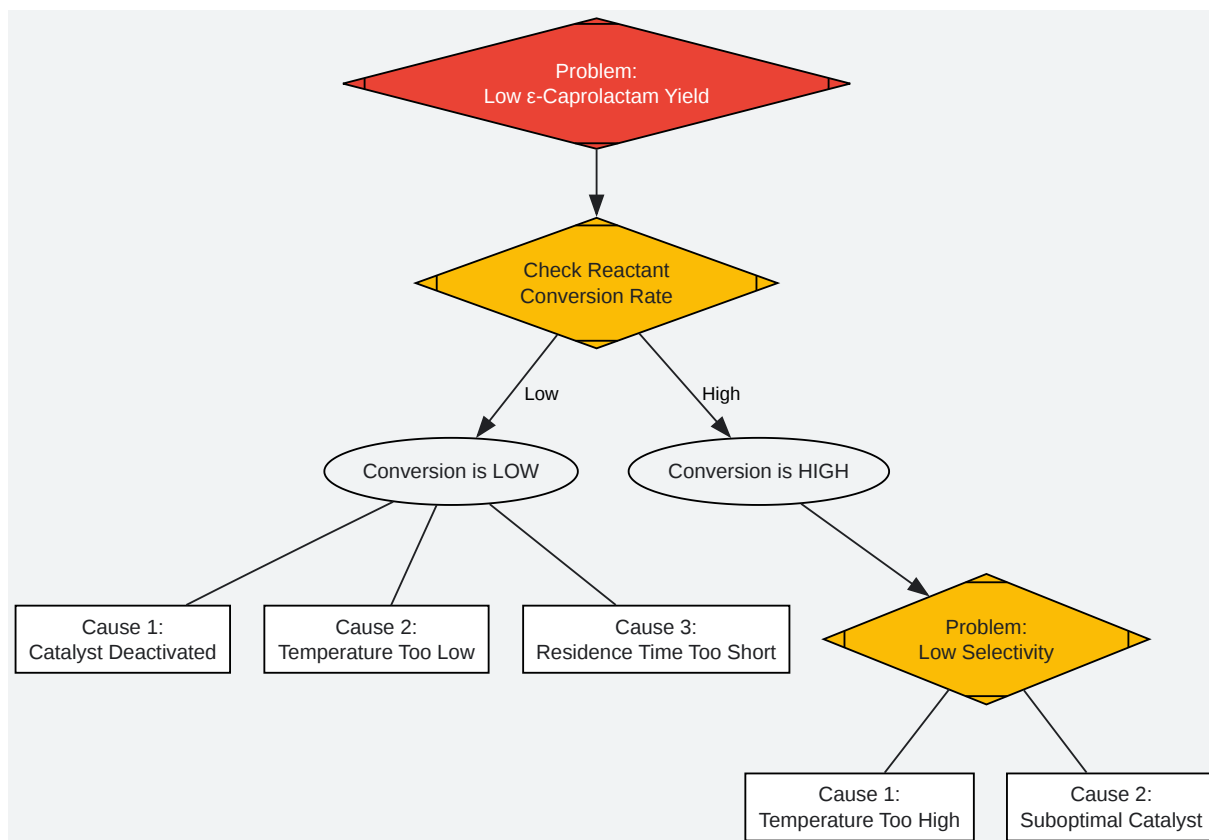 Problem:
Low ε-Caprolactam Yield
Check Reactant
Conversion Rate
Low
High
Conversion is LOW
Conversion is HIGH
Cause 1:
Catalyst Deactivated
Cause 2:
Temperature Too Low
Cause 3:
Residence Time Too Short
Problem:
Low Selectivity
Cause 1:
Temperature Too High
Cause 2:
Suboptimal Catalyst